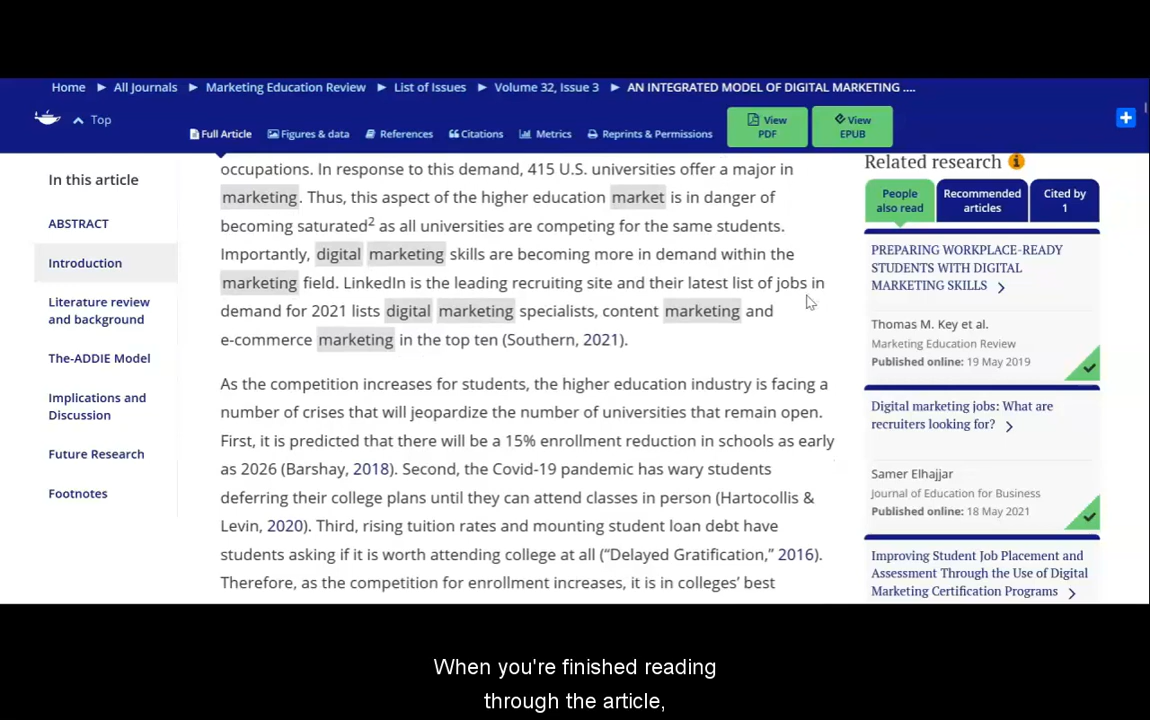 Home ▶ All Journals ▶ Marketing Education Review ▶ List of Issues ▶ Volume 32, Issue 3 ▶ AN INTEGRATED MODEL OF DIGITAL MARKETING ....
Top
Full Article Figures & data References Citations Metrics Reprints & Permissions View PDF View EPUB
In this article
ABSTRACT
Introduction
Literature review
and background
The-ADDIE Model
Implications and
Discussion
Future Research
Footnotes
occupations. In response to this demand, 415 U.S. universities offer a major in
marketing. Thus, this aspect of the higher education market is in danger of
becoming saturated2 as all universities are competing for the same students.
Importantly, digital marketing skills are becoming more in demand within the
marketing field. LinkedIn is the leading recruiting site and their latest list of jobs in
demand for 2021 lists digital marketing specialists, content marketing and
e-commerce marketing in the top ten (Southern, 2021).
As the competition increases for students, the higher education industry is facing a
number of crises that will jeopardize the number of universities that remain open.
First, it is predicted that there will be a 15% enrollment reduction in schools as early
as 2026 (Barshay, 2018). Second, the Covid-19 pandemic has wary students
deferring their college plans until they can attend classes in person (Hartocollis &
Levin, 2020). Third, rising tuition rates and mounting student loan debt have
students asking if it is worth attending college at all (“Delayed Gratification,” 2016).
Therefore, as the competition for enrollment increases, it is in colleges’ best
Related research
People
also read
Recommended
articles
Cited by
1
PREPARING WORKPLACE-READY
STUDENTS WITH DIGITAL
MARKETING SKILLS
Thomas M. Key et al.
Marketing Education Review
Published online: 19 May 2019
Digital marketing jobs: What are
recruiters looking for?
Samer Elhajjar
Journal of Education for Business
Published online: 18 May 2021
Improving Student Job Placement and
Assessment Through the Use of Digital
Marketing Certification Programs
When you're finished reading
through the article,